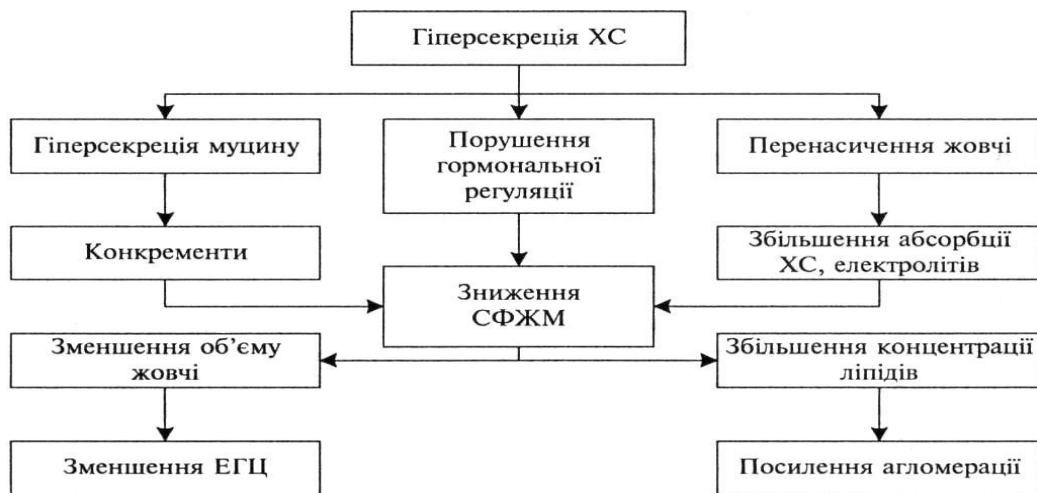 Гіперсекреція ХС
Гіперсекреція муцину
Порушення
гормональної
регуляції
Перенасичення жовчі
Конкременти
Збільшення абсорбції
ХС, електролітів
Зниження
СФЖМ
Зменшення об’єму
жовчі
Збільшення концентрації
ліпідів
Зменшення ЕГЦ
Посилення агломерації